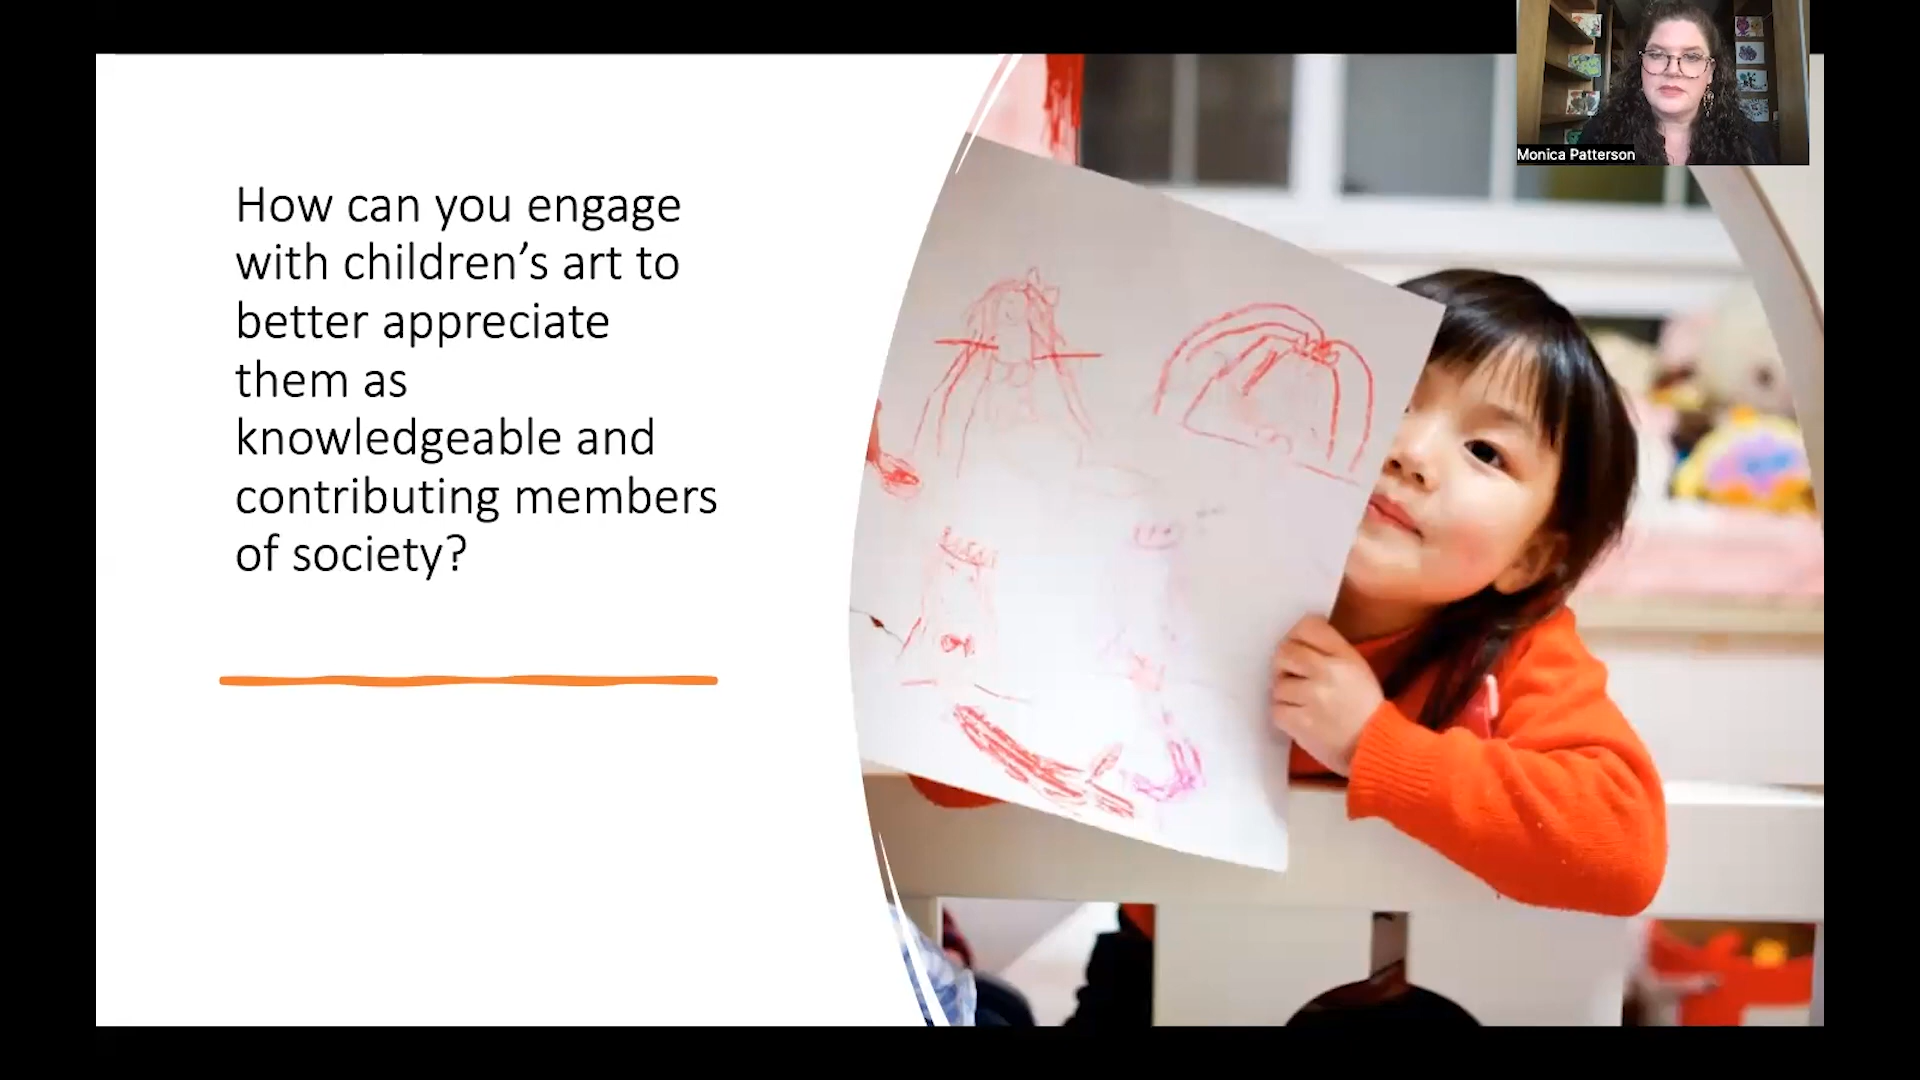 Monica Patterson
How can you engage
with children’s art to
better appreciate
them as
knowledgeable and
contributing members
of society?